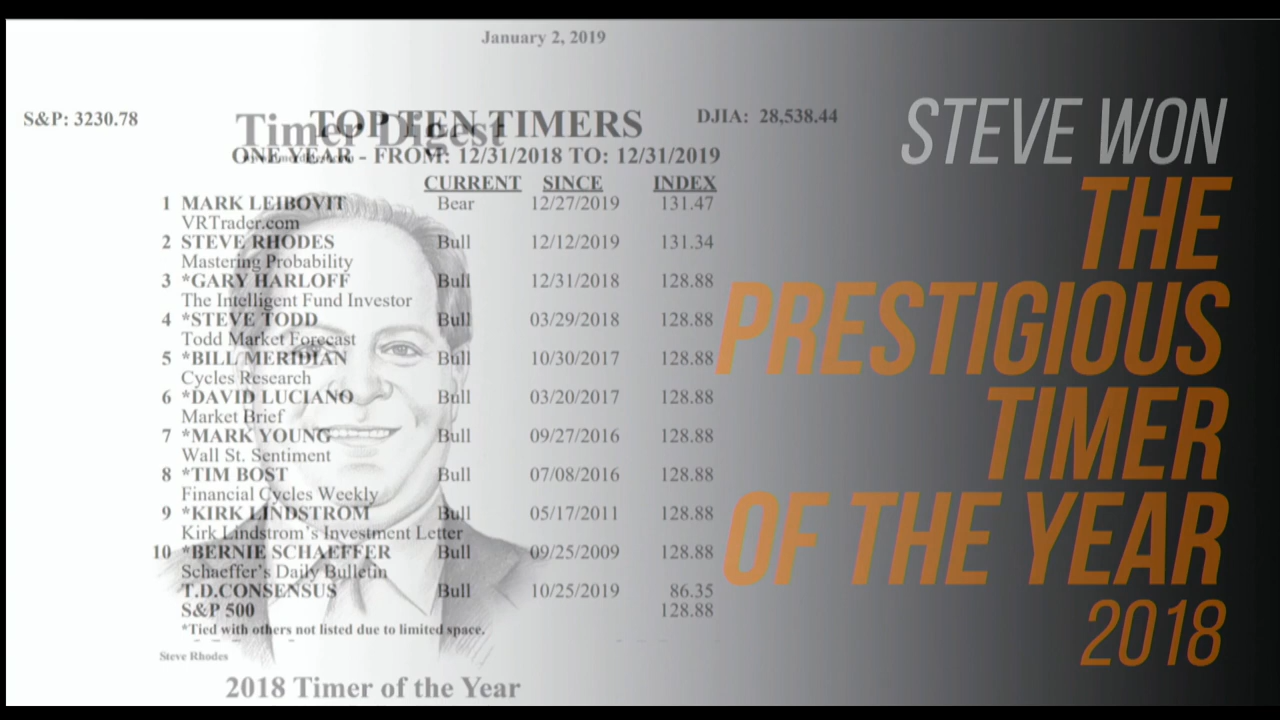 January 2, 2019
S&P: 3230.78
Timer Digest
TOP TEN TIMERS
DJIA: 28,538.44
ONE YEAR - FROM: 12/31/2018 TO: 12/31/2019
CURRENT SINCE INDEX
1 MARK LEIBOVIT Bear 12/27/2019 131.47
VRTrader.com
2 STEVE RHODES Bull 12/12/2019 131.34
Mastering Probability
3 *GARY HARLOFF Bull 12/31/2018 128.88
The Intelligent Fund Investor
4 *STEVE TODD Bull 03/29/2018 128.88
Todd Market Forecast
5 *BILL MERIDIAN Bull 10/30/2017 128.88
Cycles Research
6 *DAVID LUCIANO Bull 03/20/2017 128.88
Market Brief
7 *MARK YOUNG Bull 09/27/2016 128.88
Wall St. Sentiment
8 *TIM BOST Bull 07/08/2016 128.88
Financial Cycles Weekly
9 *KIRK LINDSTROM Bull 05/17/2011 128.88
Kirk Lindstrom's Investment Letter
10 *BERNIE SCHAEFFER Bull 09/25/2009 128.88
Schaeffer's Daily Bulletin
T.D.CONSENSUS Bull 10/25/2019 86.35
S&P 500 128.88
*Tied with others not listed due to limited space.
Steve Rhodes
2018 Timer of the Year
STEVE WON
THE
PRESTIGIOUS
TIMER
OF THE YEAR
2018